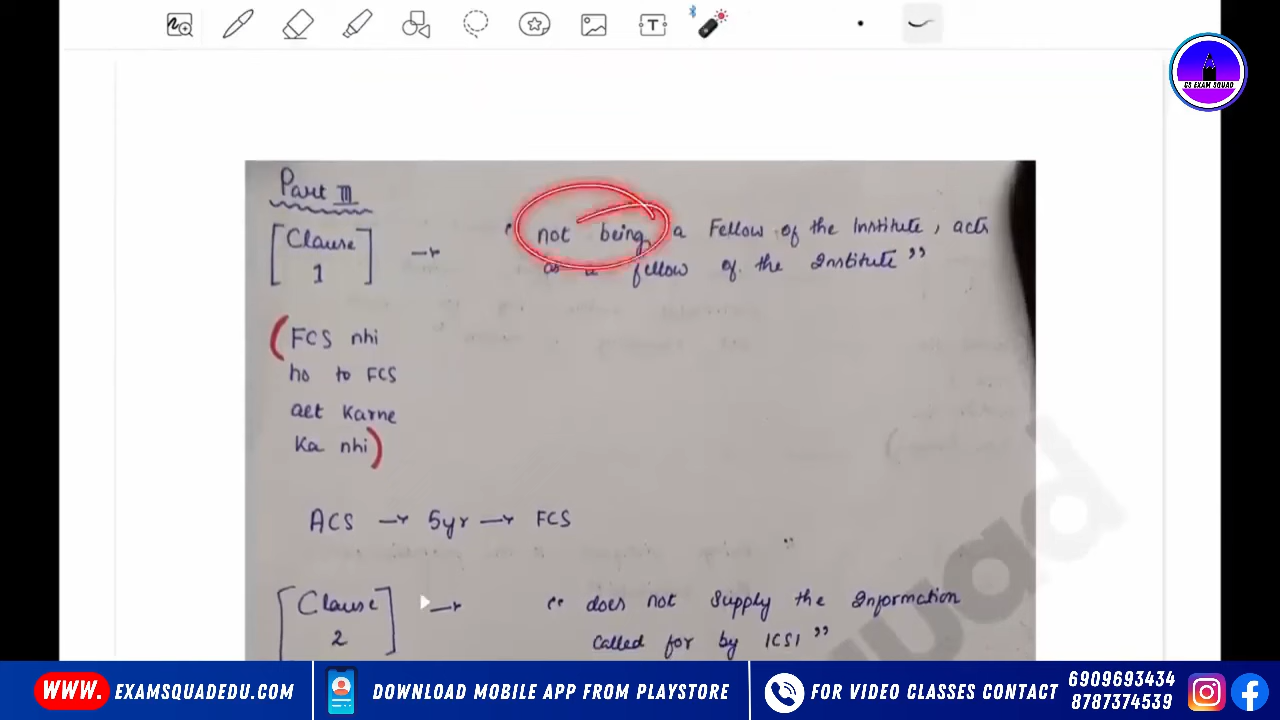 CS EXAM SQUAD
Part III
[Clause 1] → " not being a Fellow of the Institute, acts
as a fellow of the Institute "
(FCS nhi
ho to FCS
act Karne
Ka nhi)
ACS → 5yr → FCS
[Clause 2] → " does not supply the Information
called for by ICSI "
WWW. EXAMSQUADEDU.COM
DOWNLOAD MOBILE APP FROM PLAYSTORE
FOR VIDEO CLASSES CONTACT
6909693434
8787374539